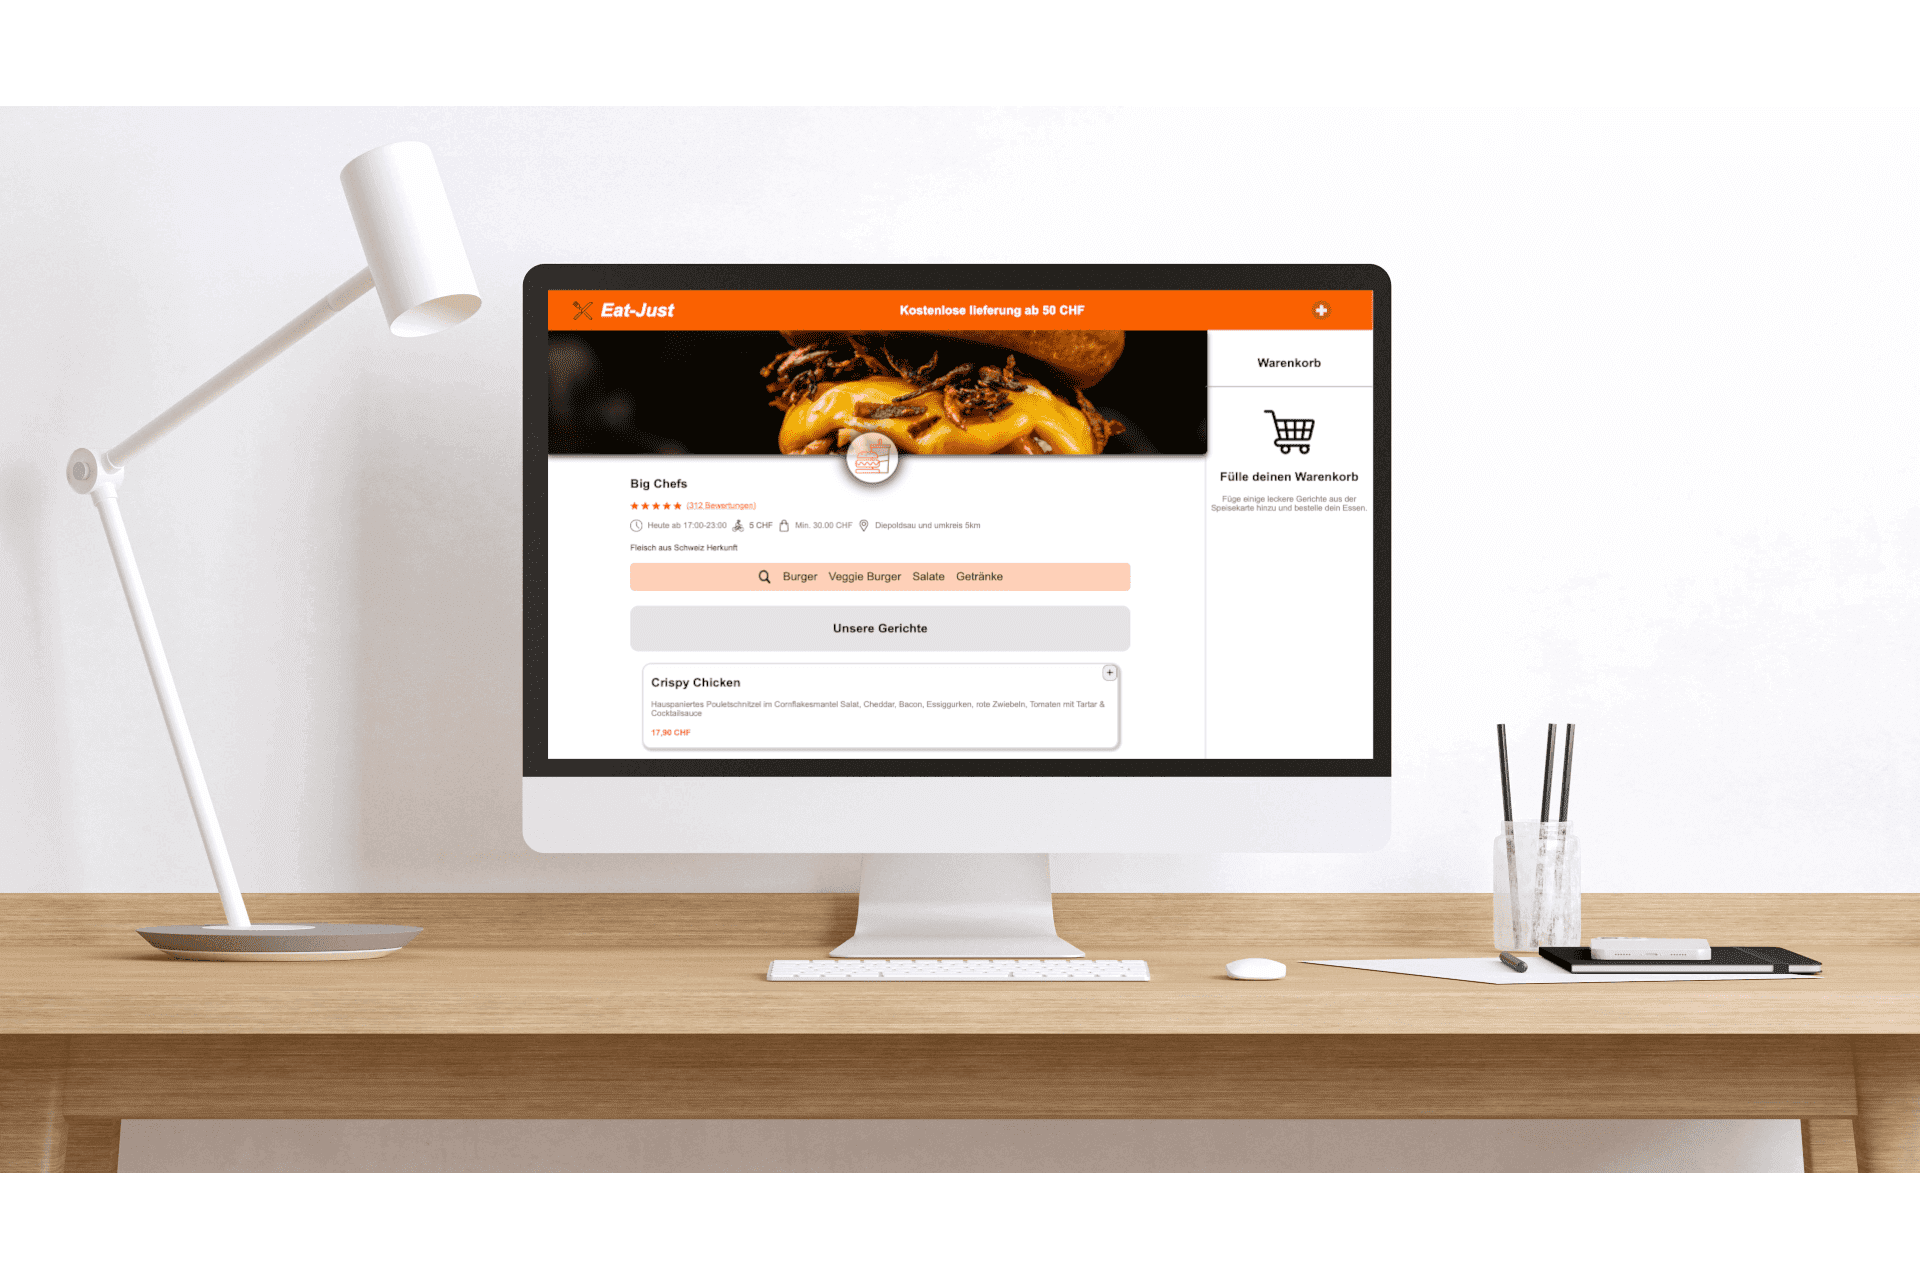 Eat-Just
Kostenlose lieferung ab 50 CHF
Warenkorb
Fülle deinen Warenkorb
Füge einige leckere Gerichte aus der
Speisekarte hinzu und bestelle dein Essen.
Big Chefs
(312 Bewertungen)
Heute ab 17:00-23:00 5 CHF Min. 30.00 CHF Diepoldsau und umkreis 5km
Fleisch aus Schweiz Herkunft
Burger Veggie Burger Salate Getränke
Unsere Gerichte
+
Crispy Chicken
Hauspaniertes Pouletschnitzel im Cornflakesmantel Salat, Cheddar, Bacon, Essiggurken, rote Zwiebeln, Tomaten mit Tartar &
Cocktailsauce
17,90 CHF